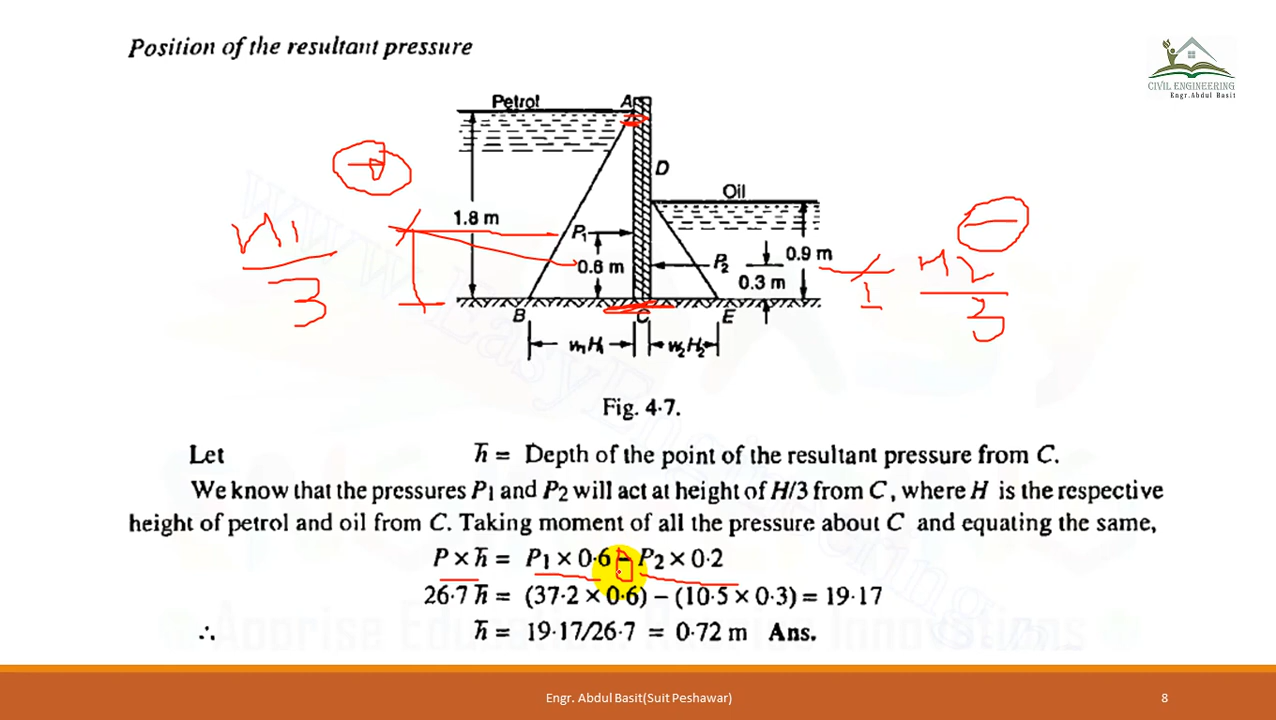 Position of the resultant pressure
CIVIL ENGINEERING
Engr.Abdul Basit
Petrol
A
D
Oil
1.8 m
P1
0.6 m
P2
0.9 m
0.3 m
B
C
E
w1H1
w2H2
H1
3
H2
3
Fig. 4·7.
Let h̄ = Depth of the point of the resultant pressure from C.
We know that the pressures P1 and P2 will act at height of H/3 from C, where H is the respective
height of petrol and oil from C. Taking moment of all the pressure about C and equating the same,
P × h̄ = P1 × 0·6 – P2 × 0·2
26·7 h̄ = (37·2 × 0·6) – (10·5 × 0·3) = 19·17
∴ h̄ = 19·17/26·7 = 0·72 m Ans.
Engr. Abdul Basit(Suit Peshawar)
8